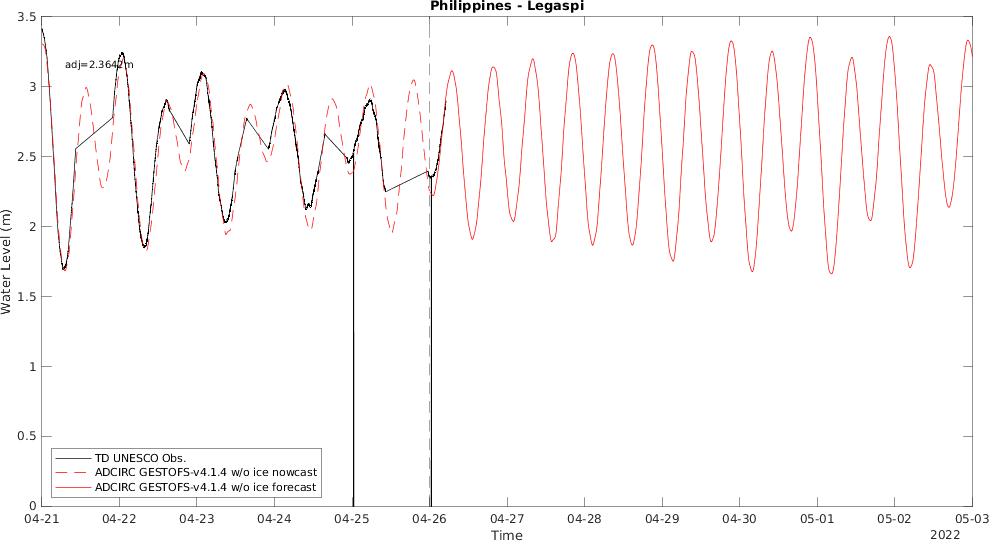 Philippines - Legaspi
3.5
adj=2.3642m
3
2.5
2
1.5
1
0.5
0
Water Level (m)
TD UNESCO Obs.
ADCIRC GESTOFS-v4.1.4 w/o ice nowcast
ADCIRC GESTOFS-v4.1.4 w/o ice forecast
04-21 04-22 04-23 04-24 04-25 04-26 04-27 04-28 04-29 04-30 05-01 05-02 05-03
Time
2022